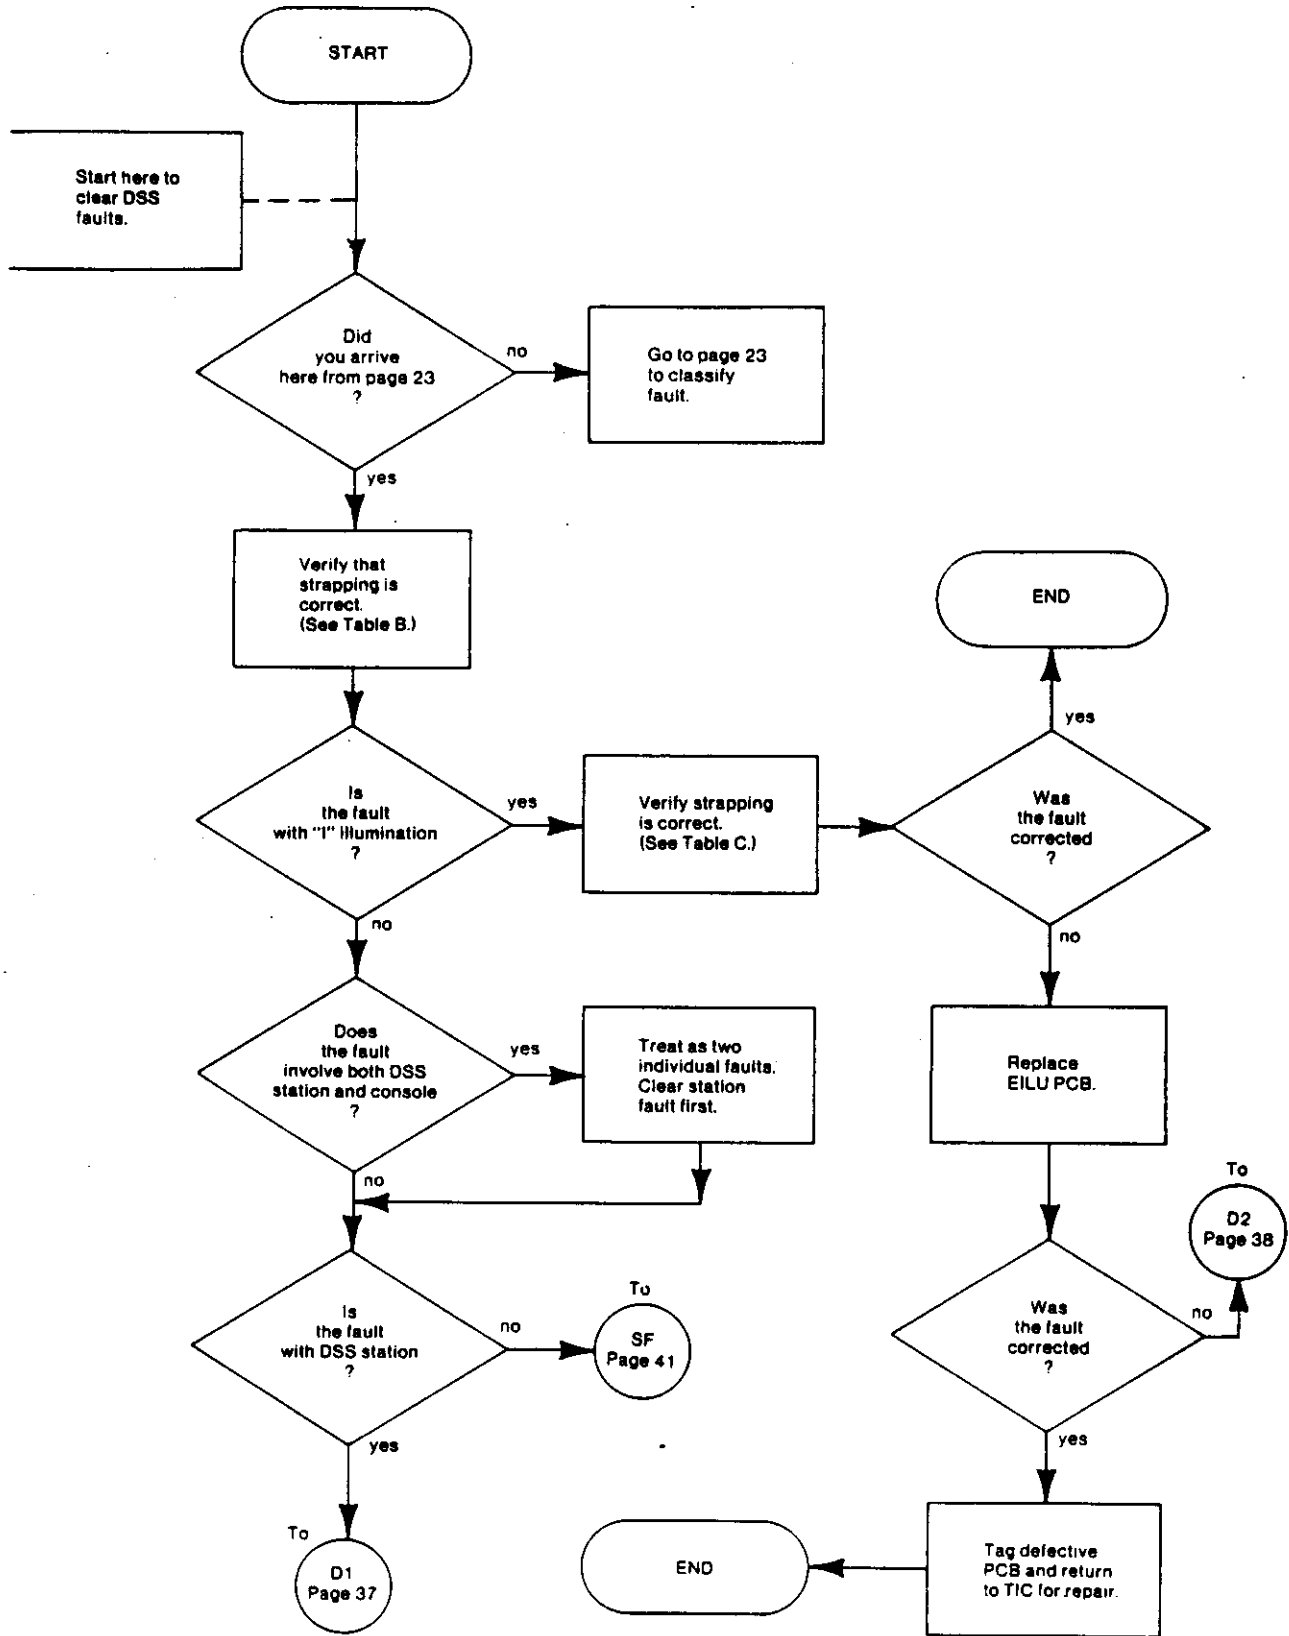 START
Start here to
clear DSS
faults.
Did
you arrive
here from page 23
?
no
Go to page 23
to classify
fault.
yes
Verify that
strapping is
correct.
(See Table B.)
END
yes
Is
the fault
with "I" illumination
?
yes
Verify strapping
is correct.
(See Table C.)
Was
the fault
corrected
?
no
no
Does
the fault
involve both DSS
station and console
?
yes
Treat as two
individual faults.
Clear station
fault first.
Replace
EILU PCB.
no
To
D2
Page 38
Is
the fault
with DSS station
?
no
To
SF
Page 41
Was
the fault
corrected
?
no
yes
yes
To
D1
Page 37
END
Tag defective
PCB and return
to TIC for repair.